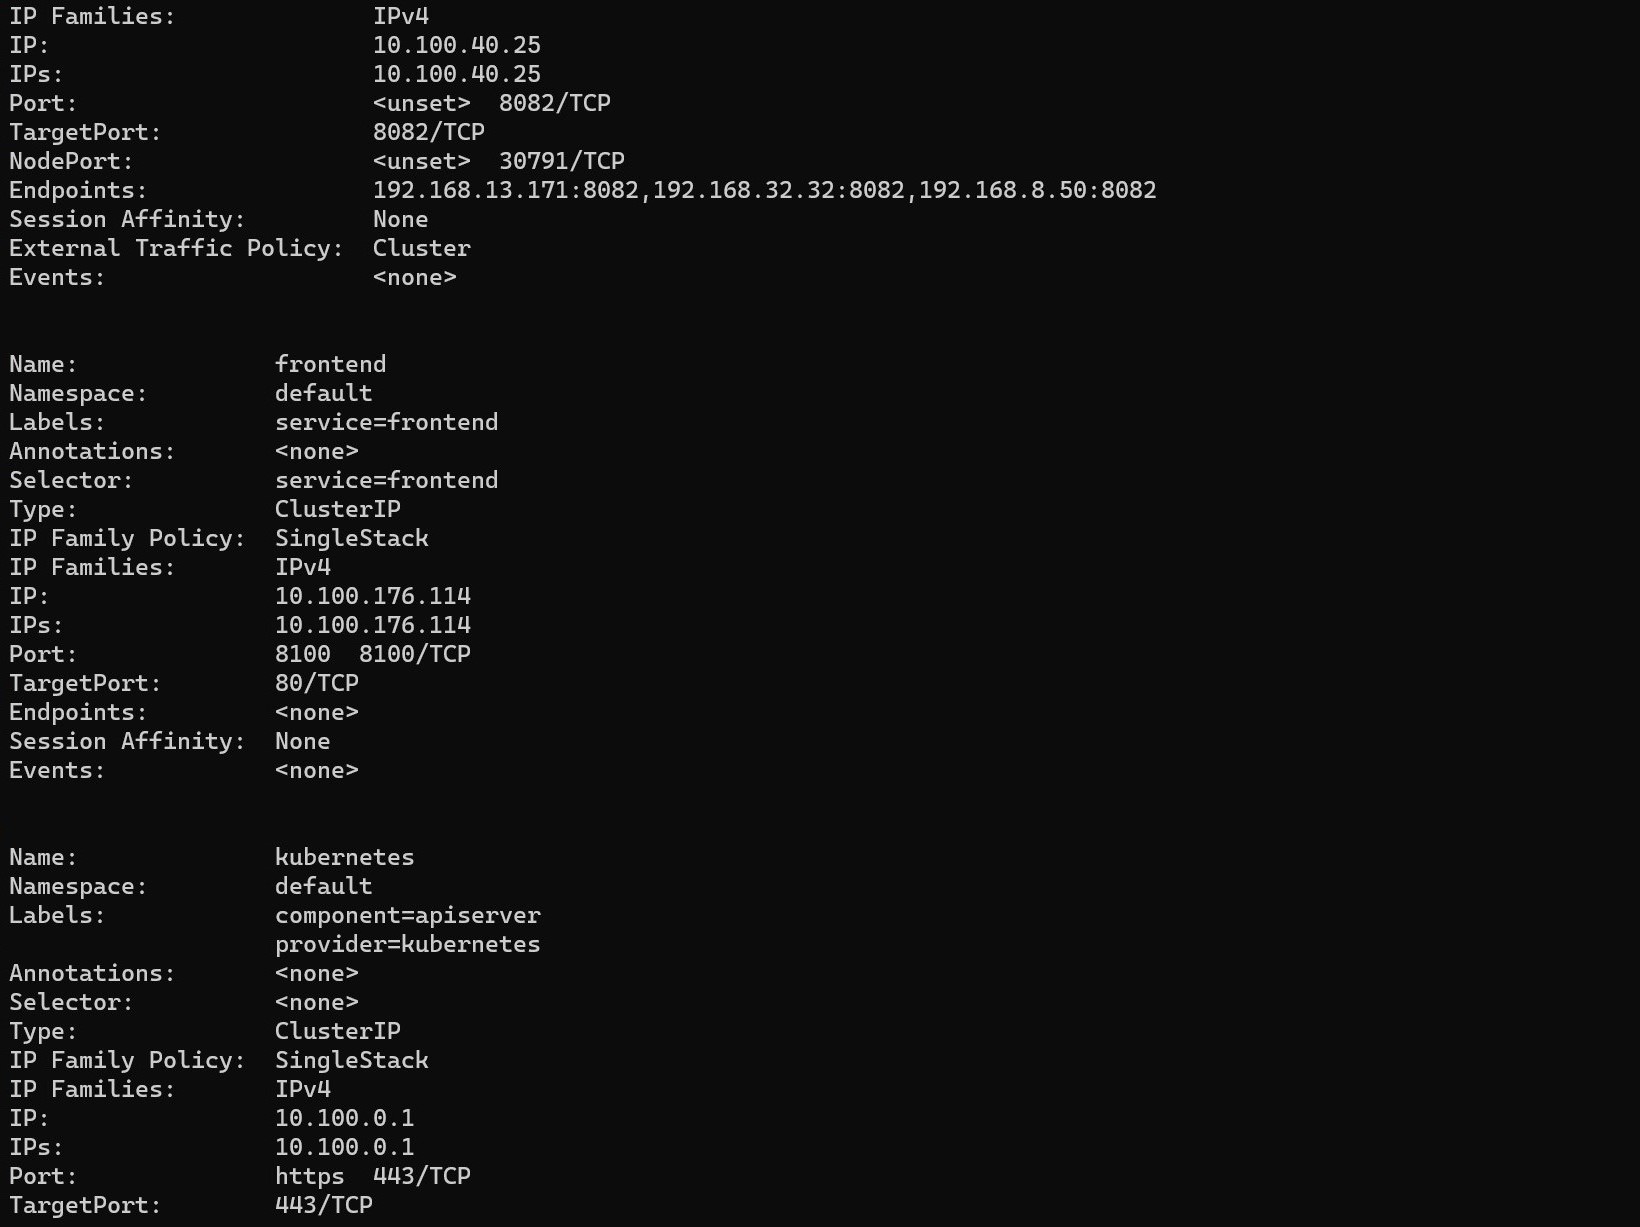 IP Families:              IPv4
IP:                       10.100.40.25
IPs:                      10.100.40.25
Port:                     <unset>  8082/TCP
TargetPort:               8082/TCP
NodePort:                 <unset>  30791/TCP
Endpoints:                192.168.13.171:8082,192.168.32.32:8082,192.168.8.50:8082
Session Affinity:         None
External Traffic Policy:  Cluster
Events:                   <none>
Name:              frontend
Namespace:         default
Labels:            service=frontend
Annotations:       <none>
Selector:          service=frontend
Type:              ClusterIP
IP Family Policy:  SingleStack
IP Families:       IPv4
IP:                10.100.176.114
IPs:               10.100.176.114
Port:              8100  8100/TCP
TargetPort:        80/TCP
Endpoints:         <none>
Session Affinity:  None
Events:            <none>
Name:              kubernetes
Namespace:         default
Labels:            component=apiserver
                   provider=kubernetes
Annotations:       <none>
Selector:          <none>
Type:              ClusterIP
IP Family Policy:  SingleStack
IP Families:       IPv4
IP:                10.100.0.1
IPs:               10.100.0.1
Port:              https  443/TCP
TargetPort:        443/TCP